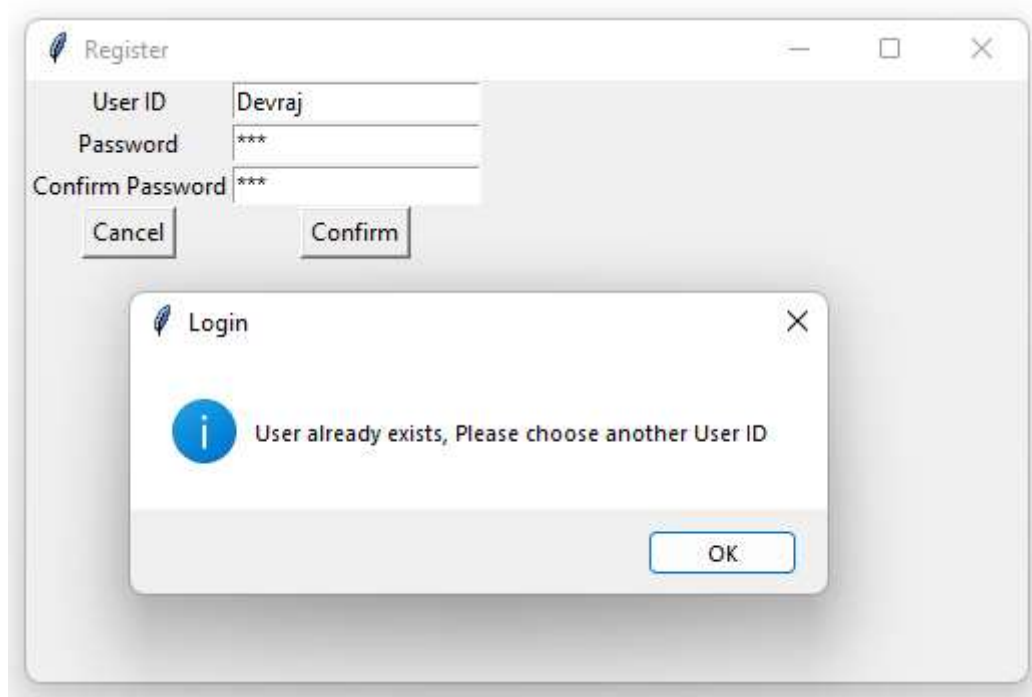 Register
User ID Devraj
Password ***
Confirm Password ***
Cancel Confirm
Login
User already exists, Please choose another User ID
OK